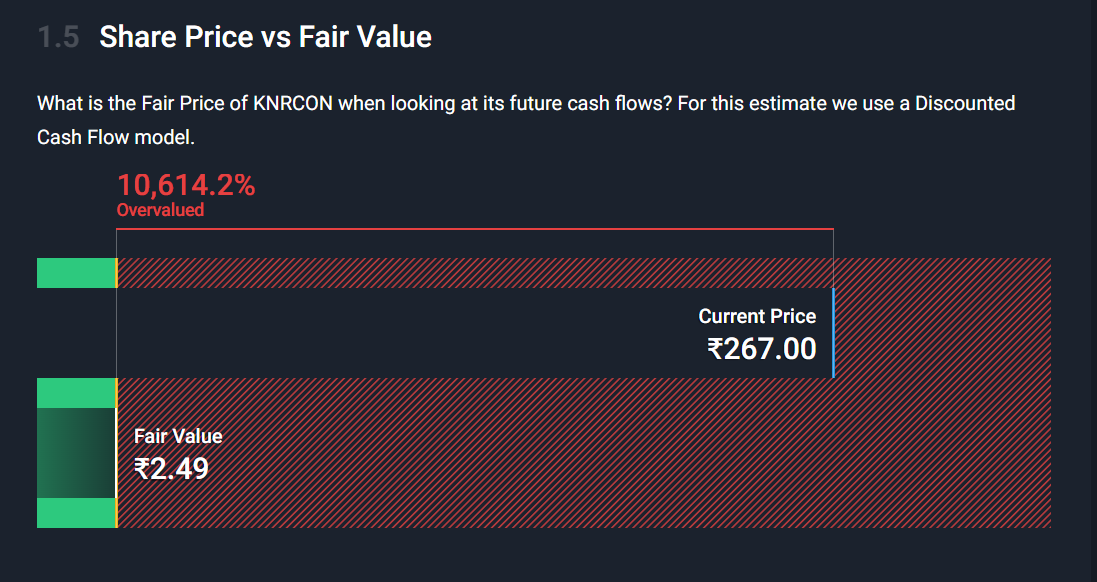 1.5 Share Price vs Fair Value
What is the Fair Price of KNRCON when looking at its future cash flows? For this estimate we use a Discounted
Cash Flow model.
10,614.2%
Overvalued
Current Price
₹267.00
Fair Value
₹2.49